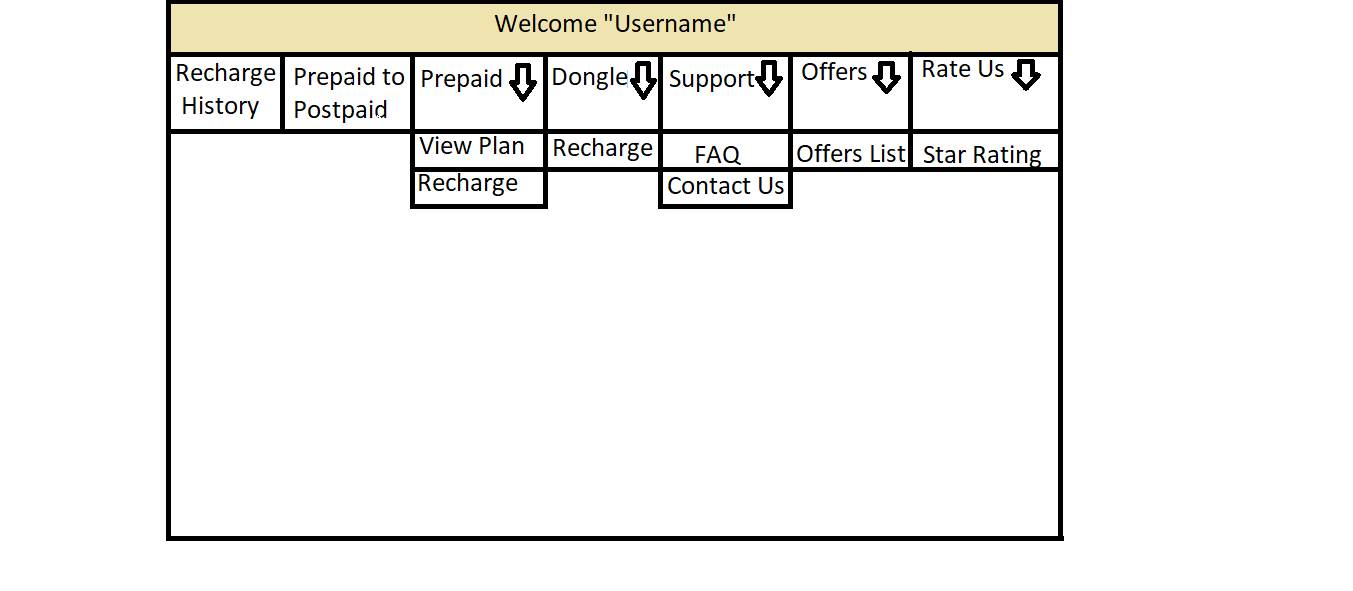 Welcome "Username"
Recharge
History
Prepaid to
Postpaid
Prepaid
Dongle
Support
Offers
Rate Us
View Plan
Recharge
FAQ
Offers List
Star Rating
Recharge
Contact Us